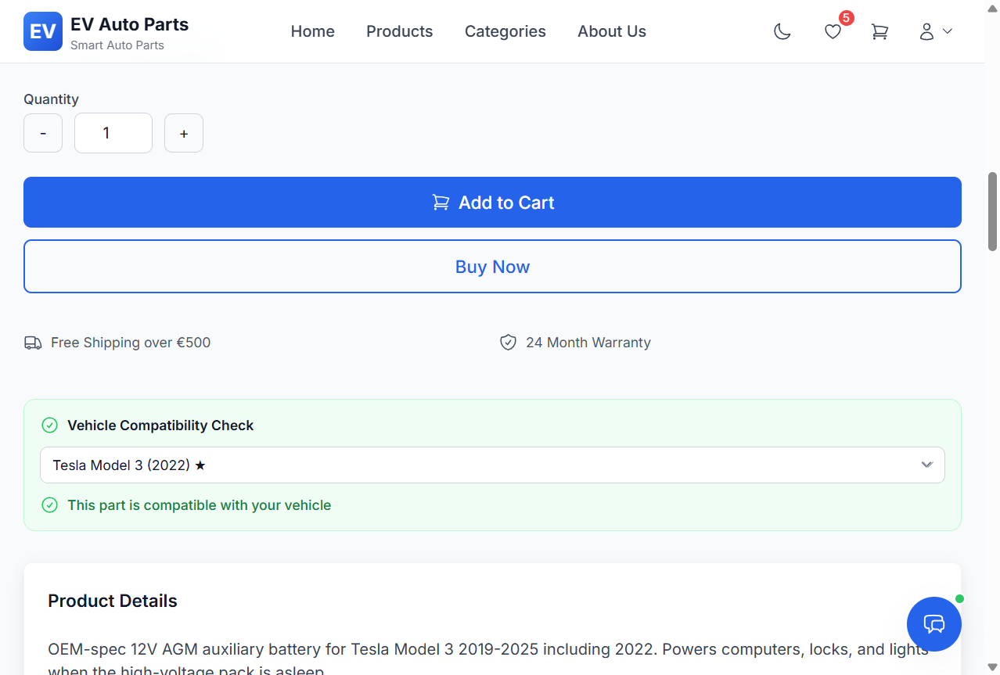 EV
EV Auto Parts
Smart Auto Parts
Home
Products
Categories
About Us
5
Quantity
-
1
+
Add to Cart
Buy Now
Free Shipping over €500
24 Month Warranty
Vehicle Compatibility Check
Tesla Model 3 (2022) ★
This part is compatible with your vehicle
Product Details
OEM-spec 12V AGM auxiliary battery for Tesla Model 3 2019-2025 including 2022. Powers computers, locks, and lights
when the high-voltage pack is asleep.